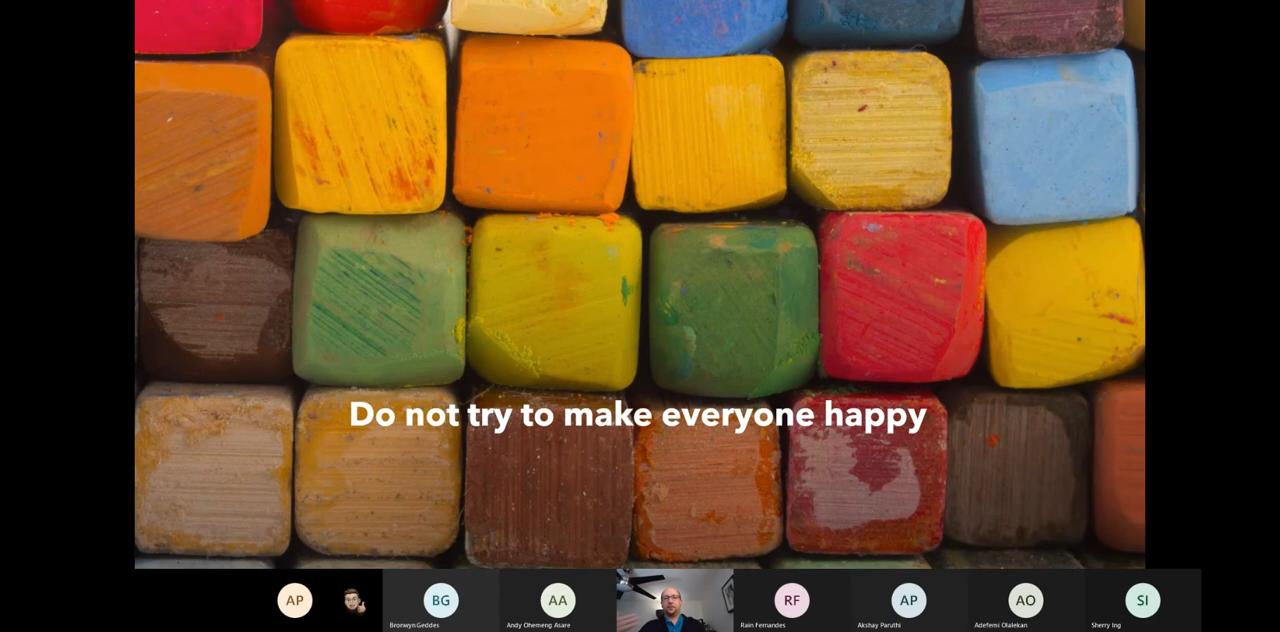 Do not try to make everyone happy
AP
BG
AA
RF
AP
AO
SI
Bronwyn Geddes
Andy Ohemeng Asare
Rain Fernandes
Akshay Paruthi
Adefemi Olalekan
Sherry Ing